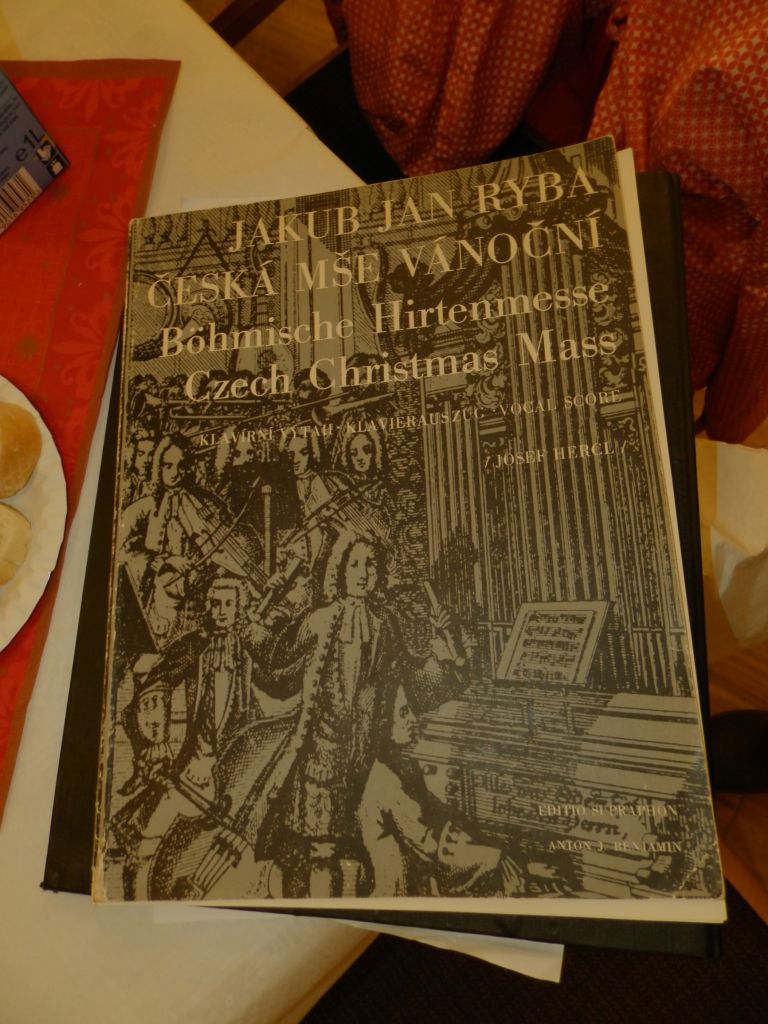 JAKUB JAN RYBA
ČESKÁ MŠE VÁNOČNÍ
Böhmische Hirtenmesse
Czech Christmas Mass
KLAVÍRNÍ VÝTAH · KLAVIERAUSZUG · VOCAL SCORE
/ JOSEF HERCL /
EDITIO SUPRAPHON
ANTON J. BENJAMIN
e 1L